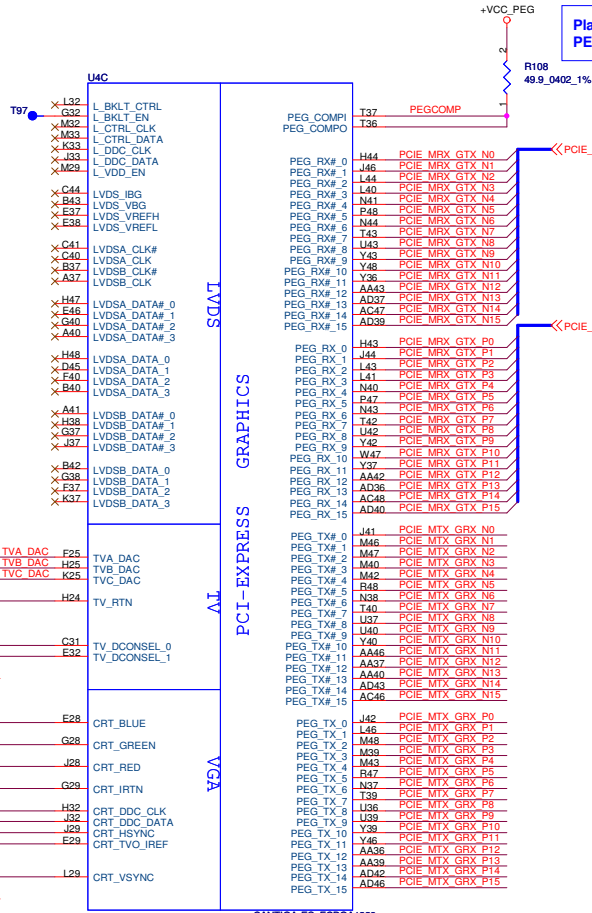 +VCC_PEG
Pla
PE
R108
49.9_0402_1%
2
1
U4C
T97
L32 L_BKLT_CTRL
G32 L_BKLT_EN
M32 L_CTRL_CLK
M33 L_CTRL_DATA
K33 L_DDC_CLK
J33 L_DDC_DATA
M29 L_VDD_EN
C44 LVDS_IBG
B43 LVDS_VBG
E37 LVDS_VREFH
E38 LVDS_VREFL
C41 LVDSA_CLK#
C40 LVDSA_CLK
B37 LVDSB_CLK#
A37 LVDSB_CLK
H47 LVDSA_DATA#_0
E46 LVDSA_DATA#_1
G40 LVDSA_DATA#_2
A40 LVDSA_DATA#_3
H48 LVDSA_DATA_0
D45 LVDSA_DATA_1
F40 LVDSA_DATA_2
B40 LVDSA_DATA_3
A41 LVDSB_DATA#_0
H38 LVDSB_DATA#_1
G37 LVDSB_DATA#_2
J37 LVDSB_DATA#_3
B42 LVDSB_DATA_0
G38 LVDSB_DATA_1
F37 LVDSB_DATA_2
K37 LVDSB_DATA_3
TVA_DAC F25 TVA_DAC
TVB_DAC H25 TVB_DAC
TVC_DAC K25 TVC_DAC
H24 TV_RTN
C31 TV_DCONSEL_0
E32 TV_DCONSEL_1
E28 CRT_BLUE
G28 CRT_GREEN
J28 CRT_RED
G29 CRT_IRTN
H32 CRT_DDC_CLK
J32 CRT_DDC_DATA
J29 CRT_HSYNC
E29 CRT_TVO_IREF
L29 CRT_VSYNC
LVDS
TV
VGA
PCI-EXPRESS GRAPHICS
PEG_COMPI T37 PEGCOMP
PEG_COMPO T36
PEG_RX#_0 H44 PCIE_MRX_GTX_N0
PEG_RX#_1 J46 PCIE_MRX_GTX_N1
PEG_RX#_2 L44 PCIE_MRX_GTX_N2
PEG_RX#_3 L40 PCIE_MRX_GTX_N3
PEG_RX#_4 N41 PCIE_MRX_GTX_N4
PEG_RX#_5 P48 PCIE_MRX_GTX_N5
PEG_RX#_6 N44 PCIE_MRX_GTX_N6
PEG_RX#_7 T43 PCIE_MRX_GTX_N7
PEG_RX#_8 U43 PCIE_MRX_GTX_N8
PEG_RX#_9 Y43 PCIE_MRX_GTX_N9
PEG_RX#_10 Y48 PCIE_MRX_GTX_N10
PEG_RX#_11 Y36 PCIE_MRX_GTX_N11
PEG_RX#_12 AA43 PCIE_MRX_GTX_N12
PEG_RX#_13 AD37 PCIE_MRX_GTX_N13
PEG_RX#_14 AC47 PCIE_MRX_GTX_N14
PEG_RX#_15 AD39 PCIE_MRX_GTX_N15
PCIE_
PEG_RX_0 H43 PCIE_MRX_GTX_P0
PEG_RX_1 J44 PCIE_MRX_GTX_P1
PEG_RX_2 L43 PCIE_MRX_GTX_P2
PEG_RX_3 L41 PCIE_MRX_GTX_P3
PEG_RX_4 N40 PCIE_MRX_GTX_P4
PEG_RX_5 P47 PCIE_MRX_GTX_P5
PEG_RX_6 N43 PCIE_MRX_GTX_P6
PEG_RX_7 T42 PCIE_MRX_GTX_P7
PEG_RX_8 U42 PCIE_MRX_GTX_P8
PEG_RX_9 Y42 PCIE_MRX_GTX_P9
PEG_RX_10 W47 PCIE_MRX_GTX_P10
PEG_RX_11 Y37 PCIE_MRX_GTX_P11
PEG_RX_12 AA42 PCIE_MRX_GTX_P12
PEG_RX_13 AD36 PCIE_MRX_GTX_P13
PEG_RX_14 AC48 PCIE_MRX_GTX_P14
PEG_RX_15 AD40 PCIE_MRX_GTX_P15
PCIE_
PEG_TX#_0 J41 PCIE_MTX_GRX_N0
PEG_TX#_1 M46 PCIE_MTX_GRX_N1
PEG_TX#_2 M47 PCIE_MTX_GRX_N2
PEG_TX#_3 M40 PCIE_MTX_GRX_N3
PEG_TX#_4 M42 PCIE_MTX_GRX_N4
PEG_TX#_5 R48 PCIE_MTX_GRX_N5
PEG_TX#_6 N38 PCIE_MTX_GRX_N6
PEG_TX#_7 T40 PCIE_MTX_GRX_N7
PEG_TX#_8 U37 PCIE_MTX_GRX_N8
PEG_TX#_9 U40 PCIE_MTX_GRX_N9
PEG_TX#_10 Y40 PCIE_MTX_GRX_N10
PEG_TX#_11 AA46 PCIE_MTX_GRX_N11
PEG_TX#_12 AA37 PCIE_MTX_GRX_N12
PEG_TX#_13 AA40 PCIE_MTX_GRX_N13
PEG_TX#_14 AD43 PCIE_MTX_GRX_N14
PEG_TX#_15 AC46 PCIE_MTX_GRX_N15
PEG_TX_0 J42 PCIE_MTX_GRX_P0
PEG_TX_1 L46 PCIE_MTX_GRX_P1
PEG_TX_2 M48 PCIE_MTX_GRX_P2
PEG_TX_3 M39 PCIE_MTX_GRX_P3
PEG_TX_4 M43 PCIE_MTX_GRX_P4
PEG_TX_5 R47 PCIE_MTX_GRX_P5
PEG_TX_6 N37 PCIE_MTX_GRX_P6
PEG_TX_7 T39 PCIE_MTX_GRX_P7
PEG_TX_8 U36 PCIE_MTX_GRX_P8
PEG_TX_9 U39 PCIE_MTX_GRX_P9
PEG_TX_10 Y39 PCIE_MTX_GRX_P10
PEG_TX_11 Y46 PCIE_MTX_GRX_P11
PEG_TX_12 AA36 PCIE_MTX_GRX_P12
PEG_TX_13 AA39 PCIE_MTX_GRX_P13
PEG_TX_14 AD42 PCIE_MTX_GRX_P14
PEG_TX_15 AD46 PCIE_MTX_GRX_P15